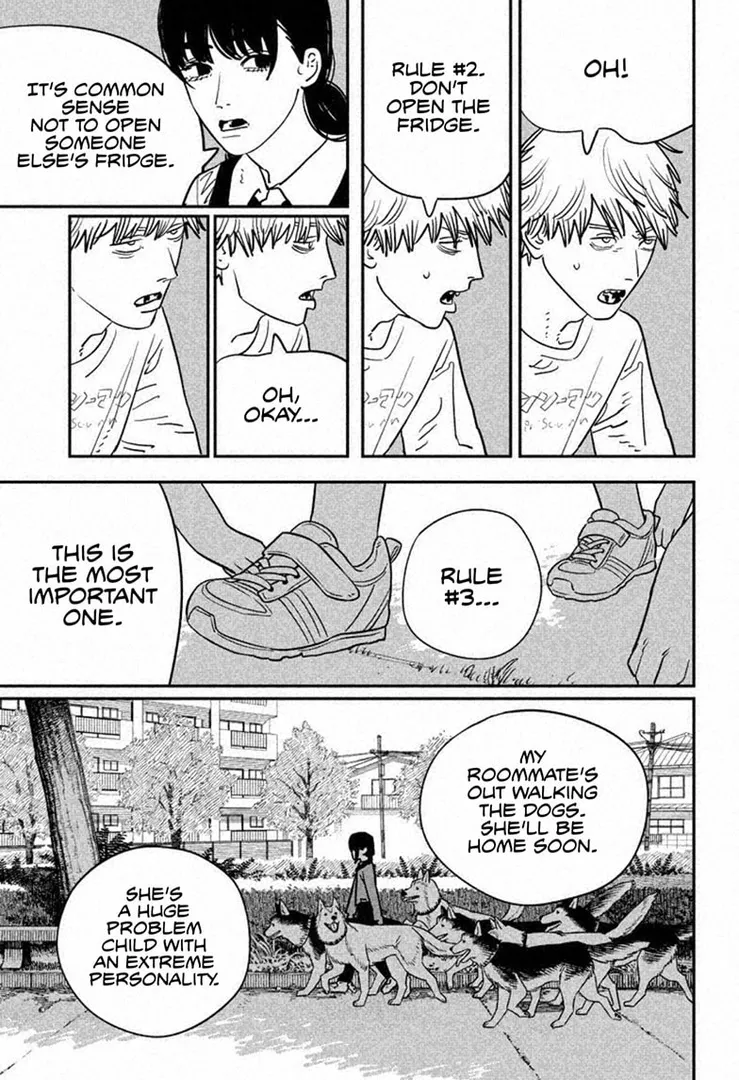 OH!
RULE #2.
DON'T
OPEN THE
FRIDGE.
IT'S COMMON
SENSE
NOT TO OPEN
SOMEONE
ELSE'S FRIDGE.
OH,
OKAY...
RULE
#3...
THIS IS
THE MOST
IMPORTANT
ONE.
MY
ROOMMATE'S
OUT WALKING
THE DOGS.
SHE'LL BE
HOME SOON.
SHE'S
A HUGE
PROBLEM
CHILD WITH
AN EXTREME
PERSONALITY.